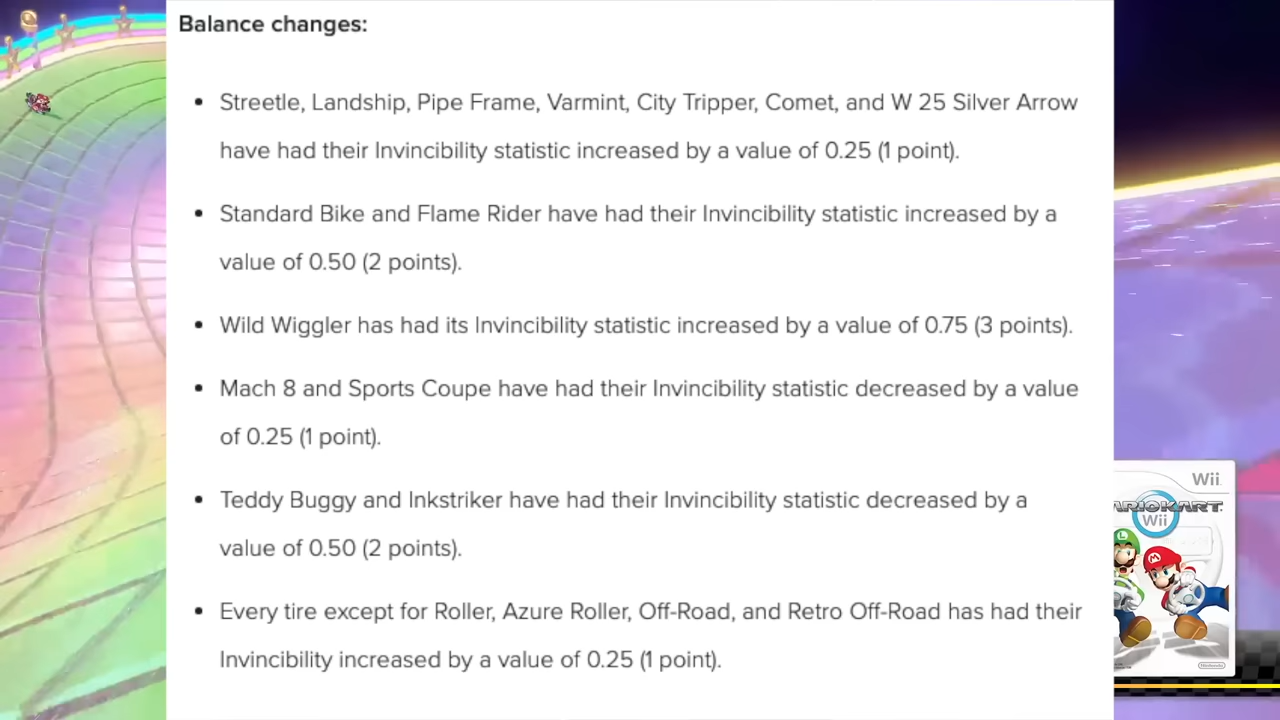 Balance changes:
• Streetle, Landship, Pipe Frame, Varmint, City Tripper, Comet, and W 25 Silver Arrow
have had their Invincibility statistic increased by a value of 0.25 (1 point).
• Standard Bike and Flame Rider have had their Invincibility statistic increased by a
value of 0.50 (2 points).
• Wild Wiggler has had its Invincibility statistic increased by a value of 0.75 (3 points).
• Mach 8 and Sports Coupe have had their Invincibility statistic decreased by a value
of 0.25 (1 point).
• Teddy Buggy and Inkstriker have had their Invincibility statistic decreased by a
value of 0.50 (2 points).
• Every tire except for Roller, Azure Roller, Off-Road, and Retro Off-Road has had their
Invincibility increased by a value of 0.25 (1 point).
Wii
ARIOKART
Wii
L
M
Nintendo